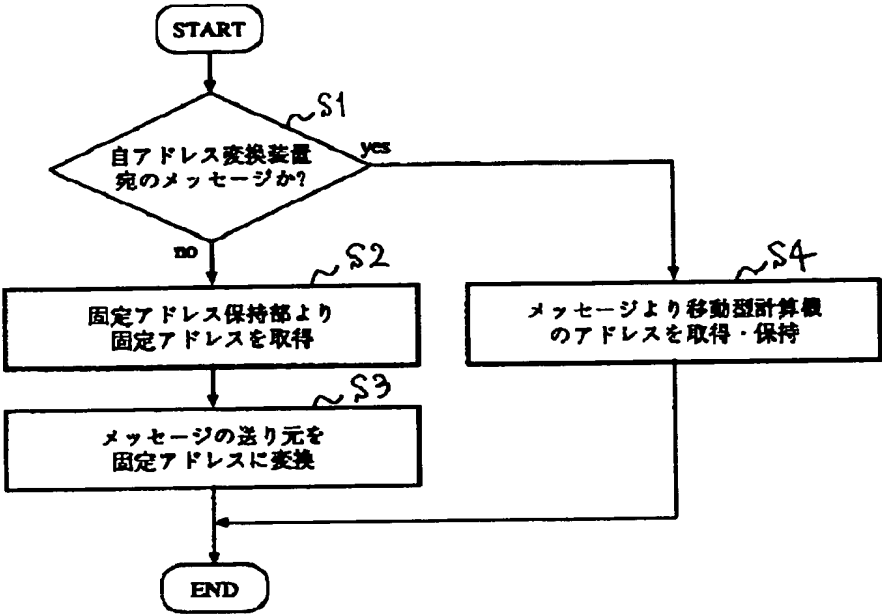 START
S1
自アドレス変換装置
宛のメッセージか?
yes
no
S2
固定アドレス保持部より
固定アドレスを取得
S4
メッセージより移動型計算機
のアドレスを取得・保持
S3
メッセージの送り元を
固定アドレスに変換
END